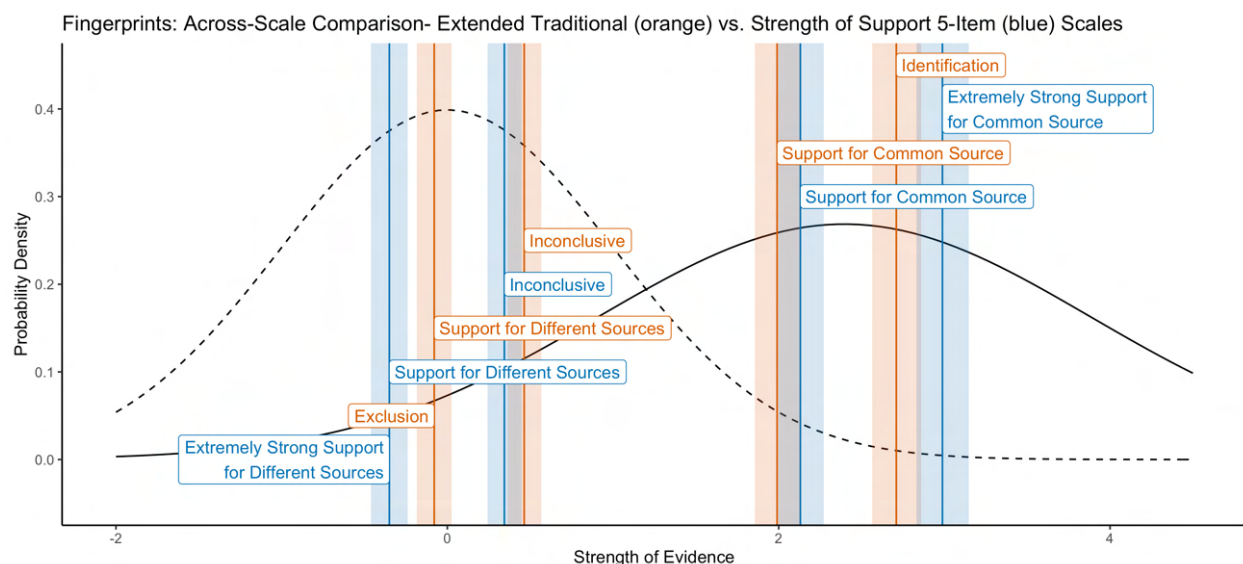 Fingerprints: Across-Scale Comparison- Extended Traditional (orange) vs. Strength of Support 5-Item (blue) Scales
Identification
Extremely Strong Support
for Common Source
Support for Common Source
Support for Common Source
Inconclusive
Inconclusive
Support for Different Sources
Support for Different Sources
Exclusion
Extremely Strong Support
for Different Sources
Probability Density
0.4
0.3
0.2
0.1
0.0
-2
0
2
4
Strength of Evidence